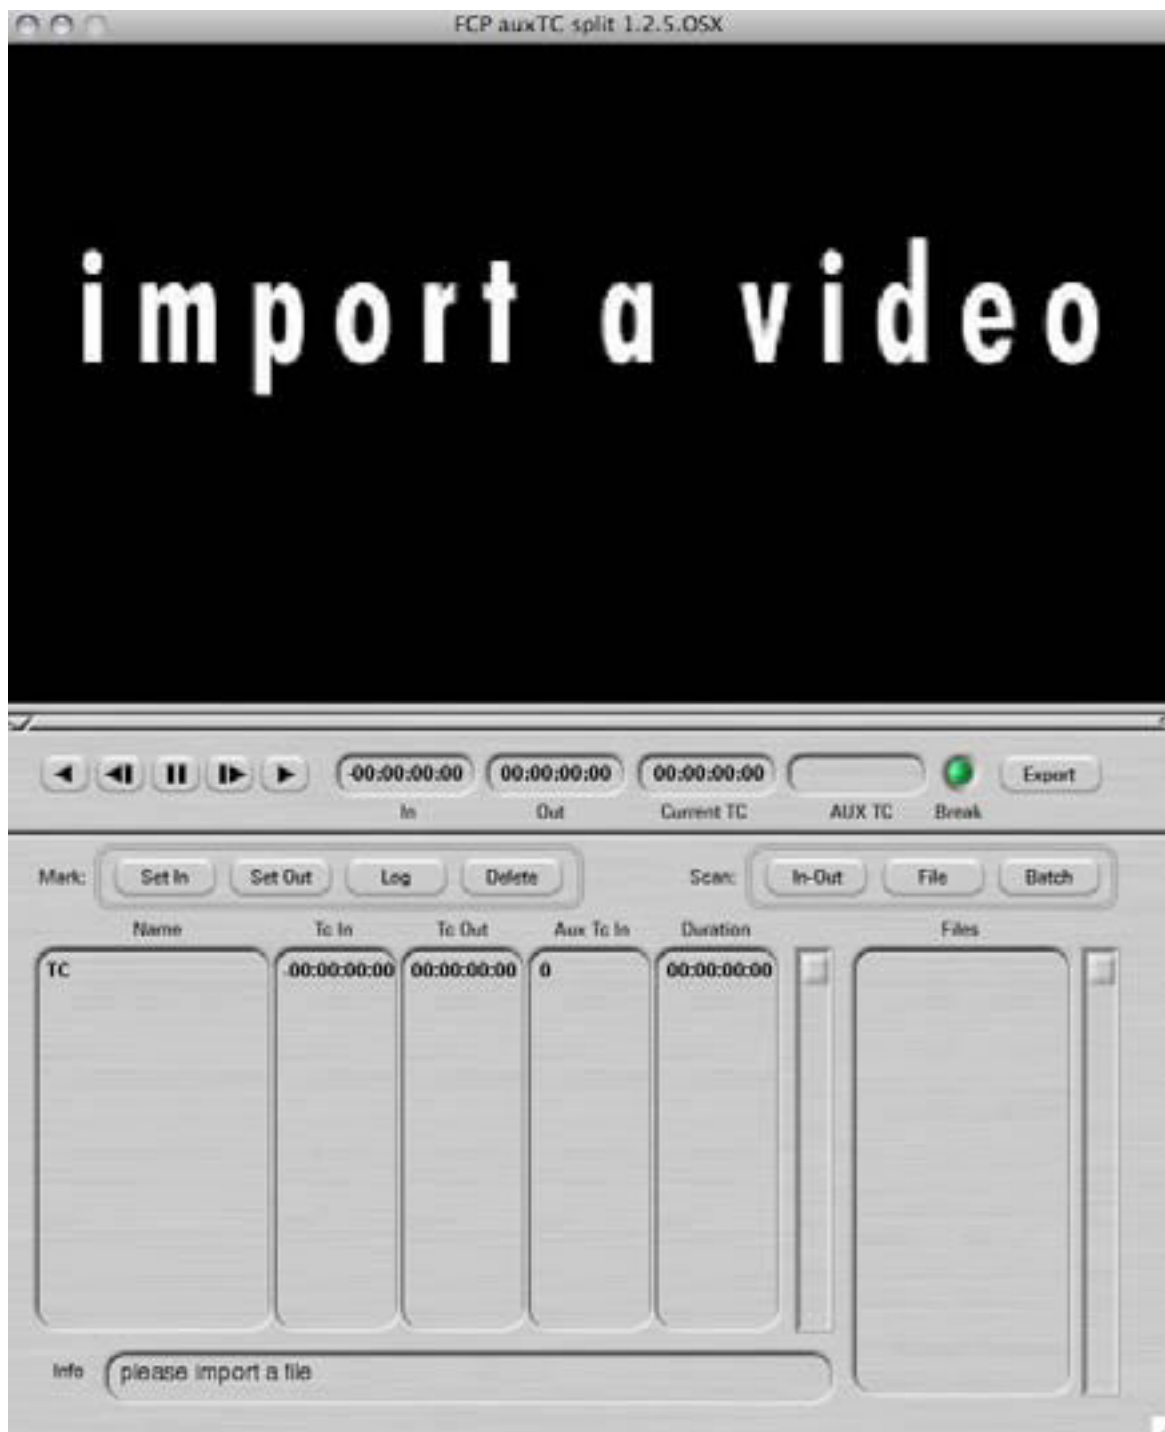 FCP auxTC split 1.2.5.OSX
import a video
-00:00:00:00 00:00:00:00 00:00:00:00 Export
In Out Current TC AUX TC Break
Mark: Set In Set Out Log Delete Scan: In-Out File Batch
Name Tc In Tc Out Aux Tc In Duration Files
TC -00:00:00:00 00:00:00:00 0 00:00:00:00
Info please import a file